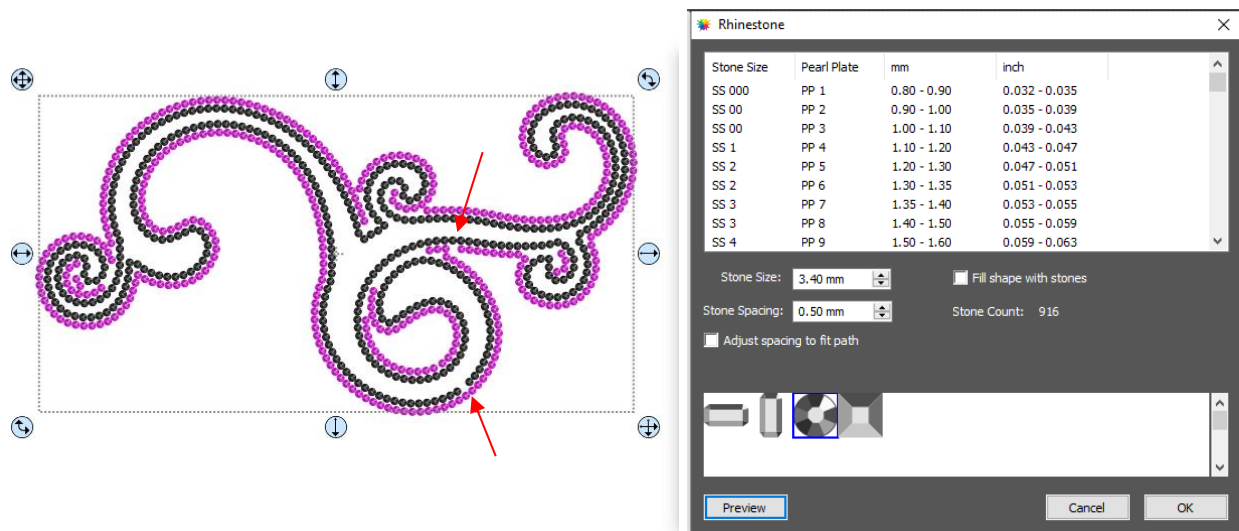 Rhinestone
Stone Size Pearl Plate mm inch
SS 000 PP 1 0.80 - 0.90 0.032 - 0.035
SS 00 PP 2 0.90 - 1.00 0.035 - 0.039
SS 00 PP 3 1.00 - 1.10 0.039 - 0.043
SS 1 PP 4 1.10 - 1.20 0.043 - 0.047
SS 2 PP 5 1.20 - 1.30 0.047 - 0.051
SS 2 PP 6 1.30 - 1.35 0.051 - 0.053
SS 3 PP 7 1.35 - 1.40 0.053 - 0.055
SS 3 PP 8 1.40 - 1.50 0.055 - 0.059
SS 4 PP 9 1.50 - 1.60 0.059 - 0.063
Stone Size: 3.40 mm Fill shape with stones
Stone Spacing: 0.50 mm Stone Count: 916
Adjust spacing to fit path
Preview Cancel OK